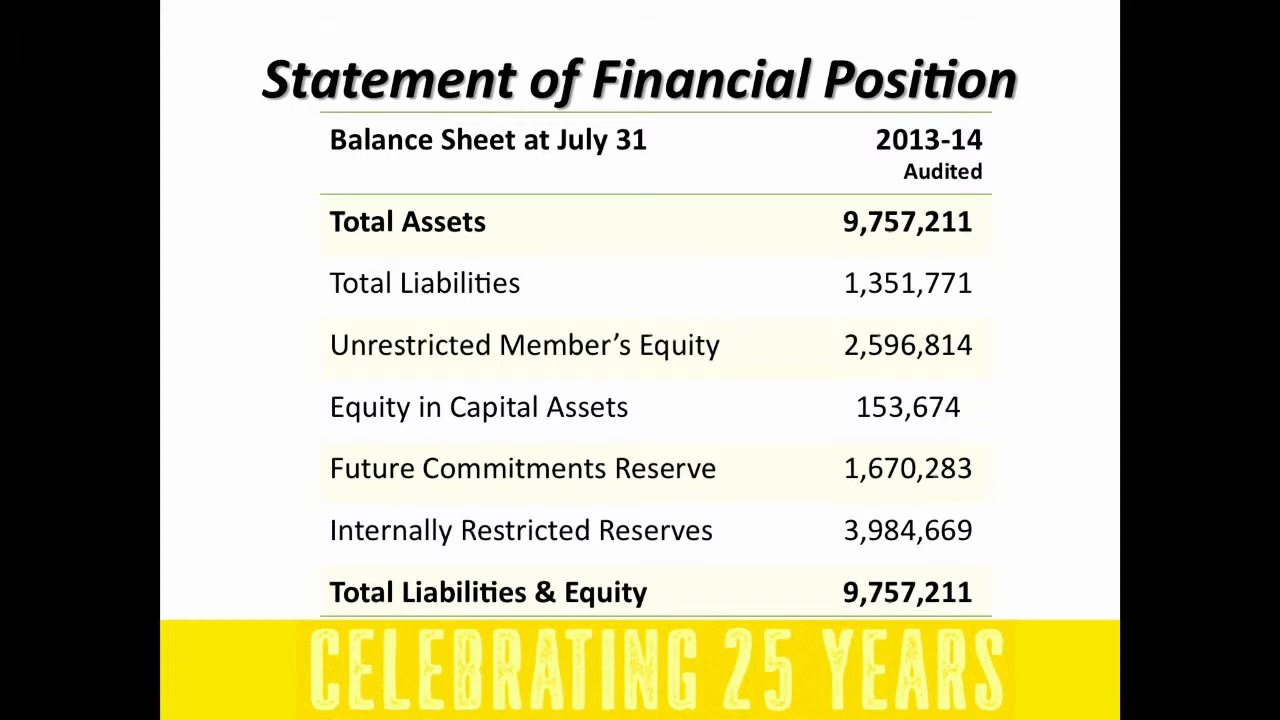 Statement of Financial Position
Balance Sheet at July 31 2013-14
Audited
Total Assets 9,757,211
Total Liabilities 1,351,771
Unrestricted Member’s Equity 2,596,814
Equity in Capital Assets 153,674
Future Commitments Reserve 1,670,283
Internally Restricted Reserves 3,984,669
Total Liabilities & Equity 9,757,211
CELEBRATING 25 YEARS